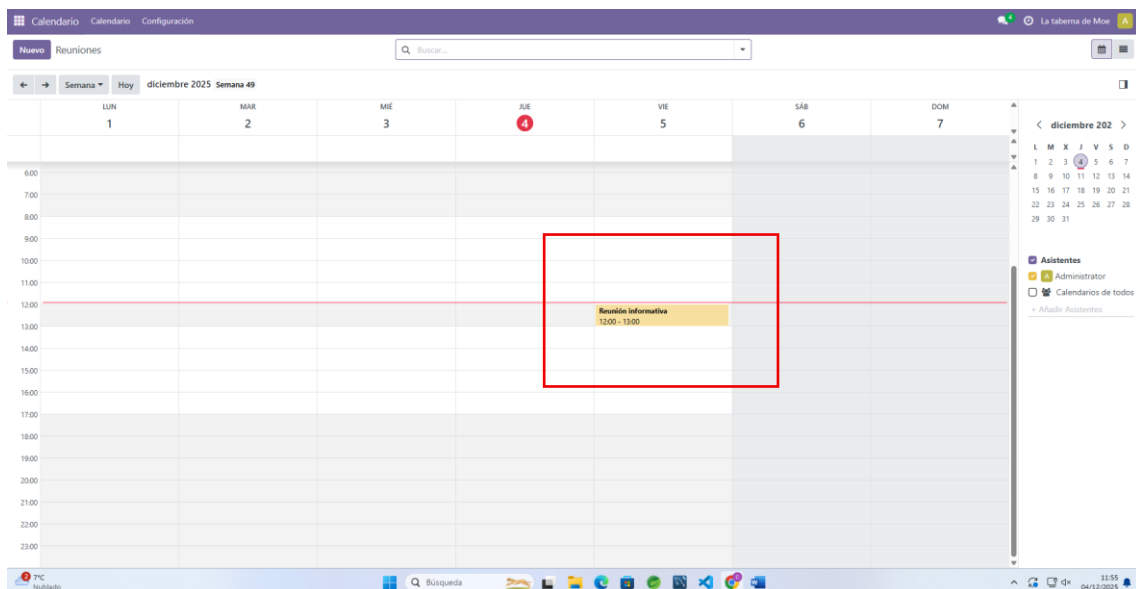 Calendario Calendario Configuración 4 La taberna de Moe A
Nuevo Reuniones Buscar...
Semana Hoy diciembre 2025 Semana 49
LUN MAR MIÉ JUE VIE SÁB DOM
1 2 3 4 5 6 7
diciembre 202
L M X J V S D
1 2 3 4 5 6 7
8 9 10 11 12 13 14
15 16 17 18 19 20 21
22 23 24 25 26 27 28
29 30 31
Asistentes
A Administrator
Calendarios de todos
+ Añadir Asistentes
6:00
7:00
8:00
9:00
10:00
11:00
12:00
Reunión informativa
12:00 – 13:00
13:00
14:00
15:00
16:00
17:00
18:00
19:00
20:00
21:00
22:00
23:00
2 7°C
Nublado
Búsqueda
11:55
04/12/2025